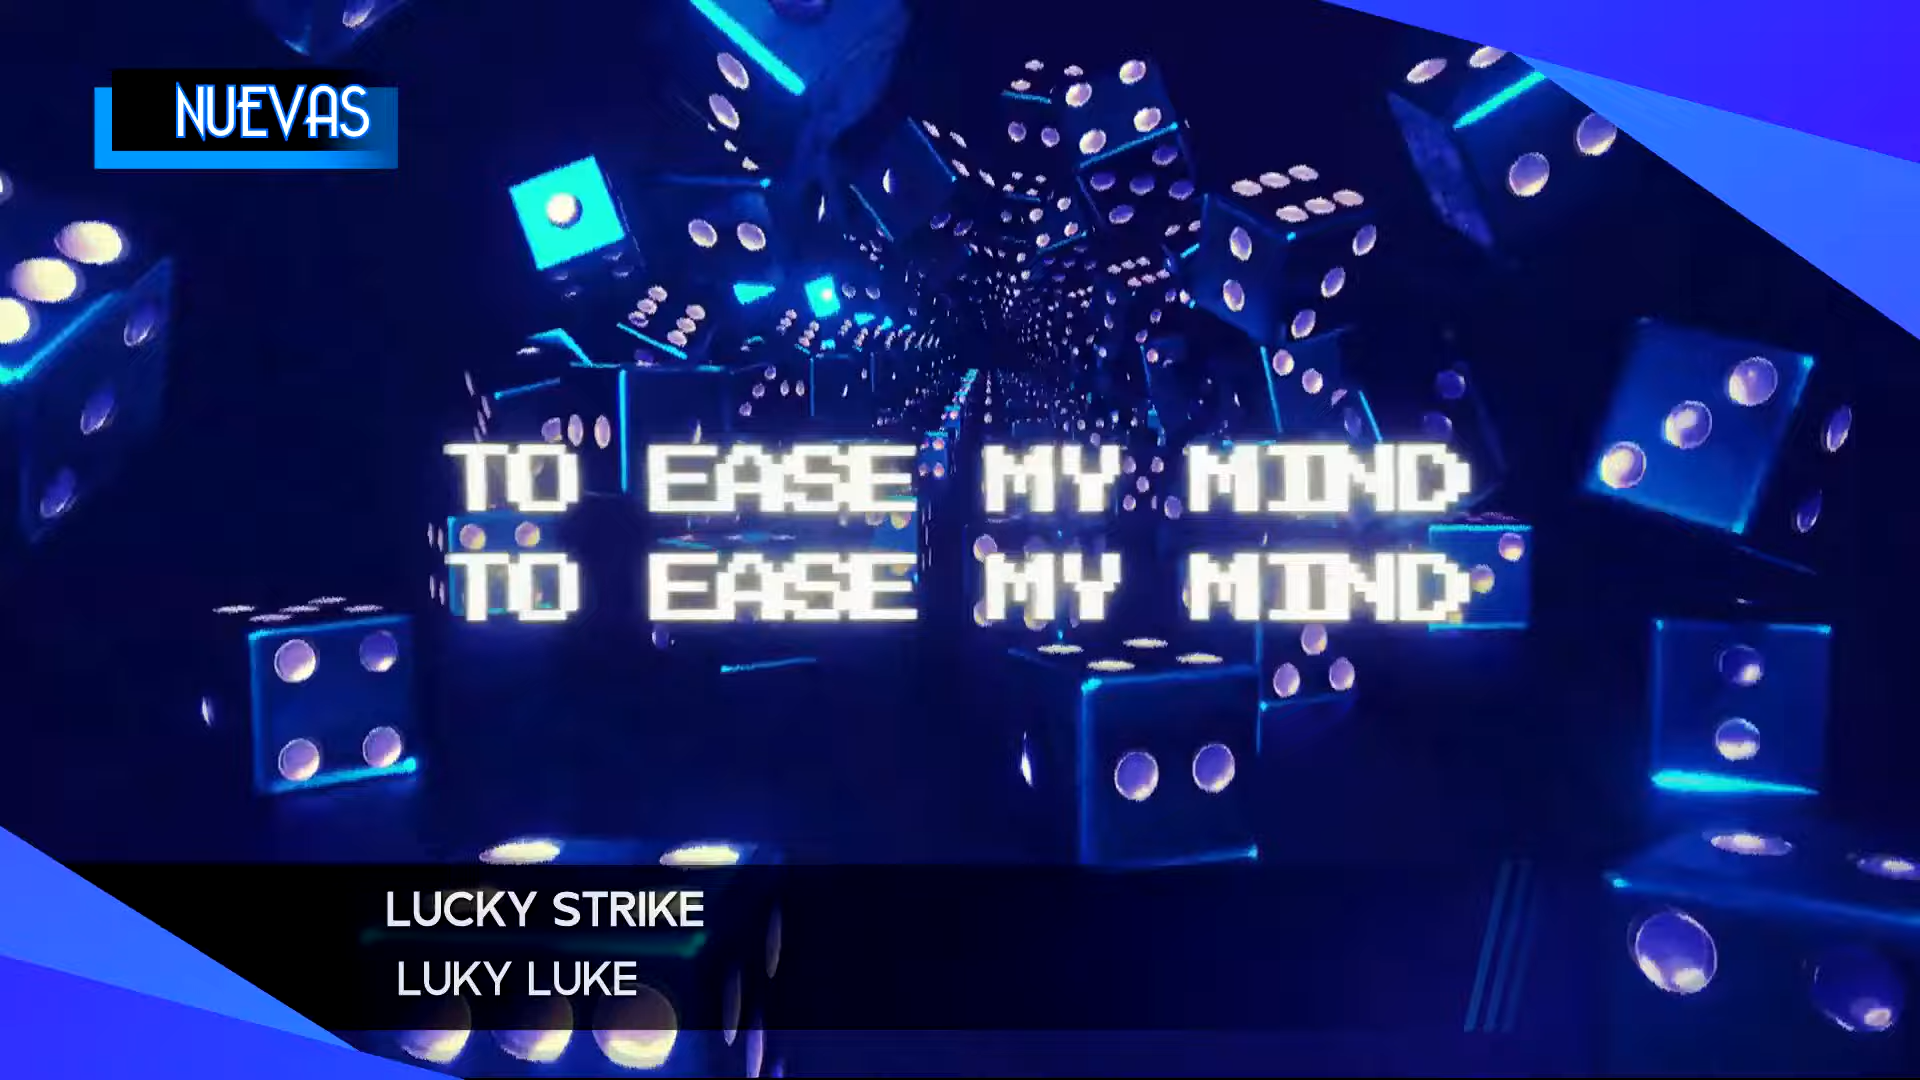 NUEVAS
TO EASE MY MIND
TO EASE MY MIND
LUCKY STRIKE
LUKY LUKE